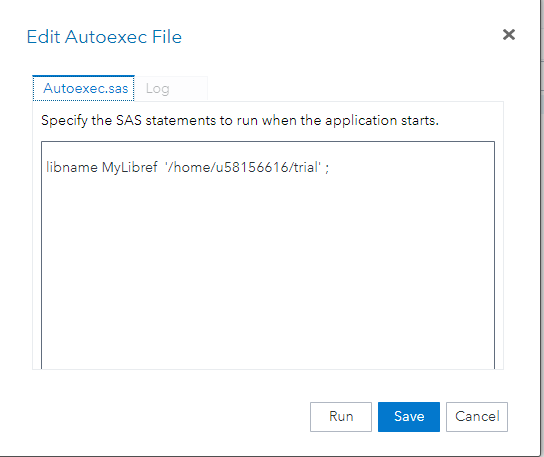 Edit Autoexec File
Autoexec.sas Log
Specify the SAS statements to run when the application starts.
libname MyLibref '/home/u58156616/trial' ;
Run Save Cancel